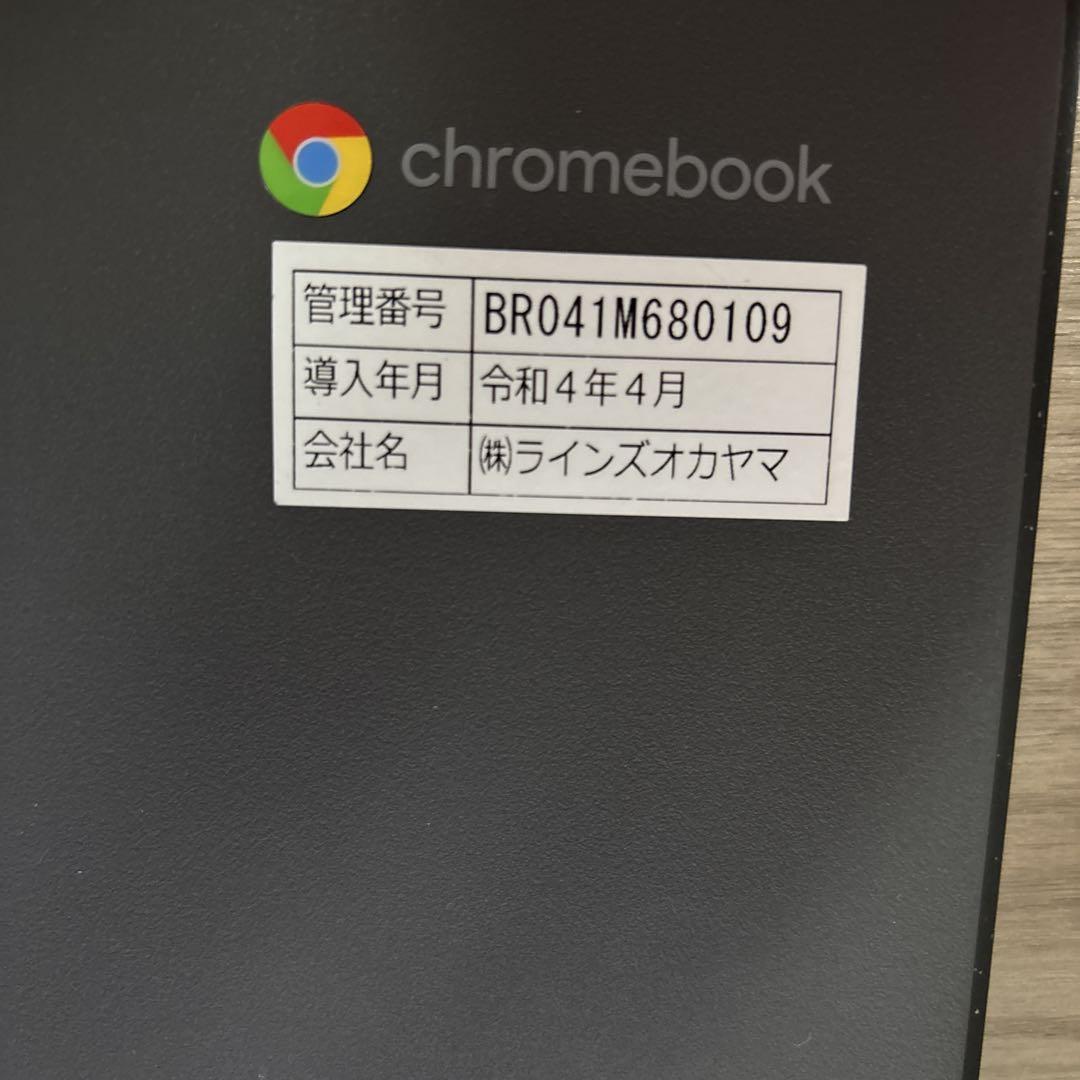 chromebook
管理番号 BR041M680109
導入年月 令和4年4月
会社名 ㈱ラインズオカヤマ